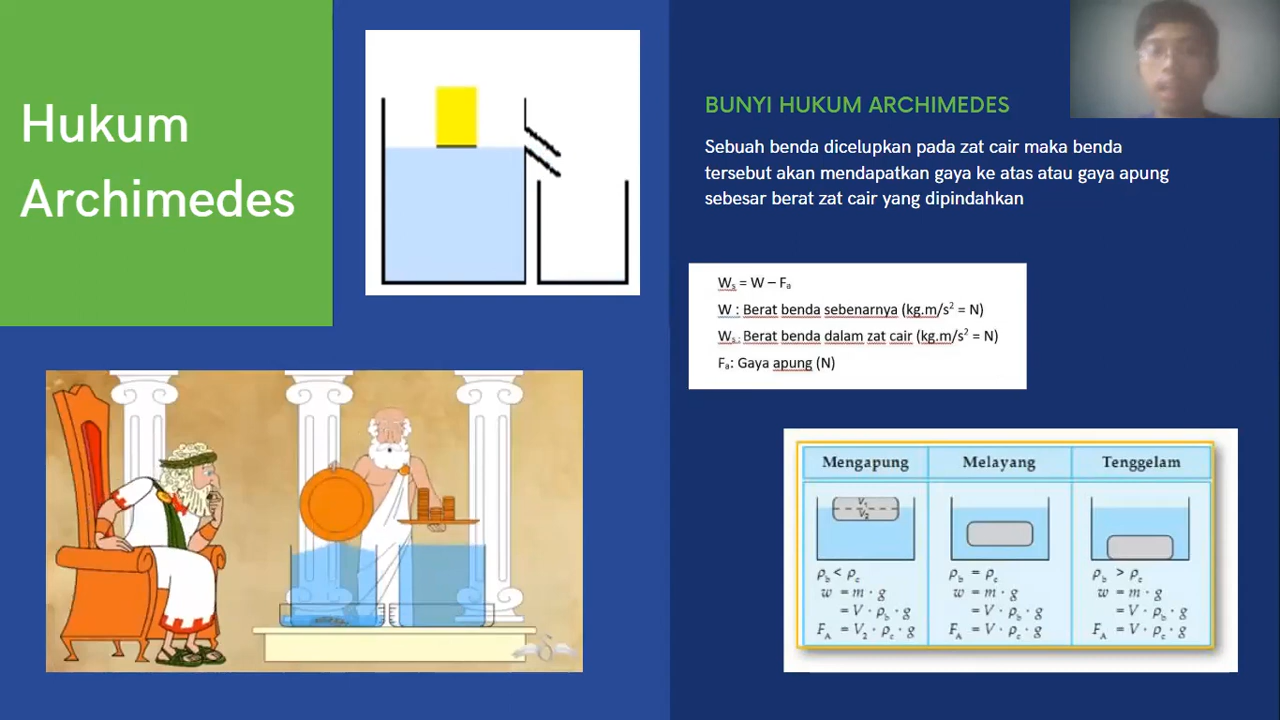 Hukum
Archimedes
BUNYI HUKUM ARCHIMEDES
Sebuah benda dicelupkan pada zat cair maka benda
tersebut akan mendapatkan gaya ke atas atau gaya apung
sebesar berat zat cair yang dipindahkan
Wₛ = W – Fₐ
W : Berat benda sebenarnya (kg.m/s² = N)
Wₛ : Berat benda dalam zat cair (kg.m/s² = N)
Fₐ: Gaya apung (N)
Mengapung Melayang Tenggelam
V₁
V₂
ρb < ρc ρb = ρc ρb > ρc
w = m · g w = m · g w = m · g
= V · ρb · g = V · ρb · g = V · ρb · g
FA = V₂ · ρc · g FA = V · ρc · g FA = V · ρc · g